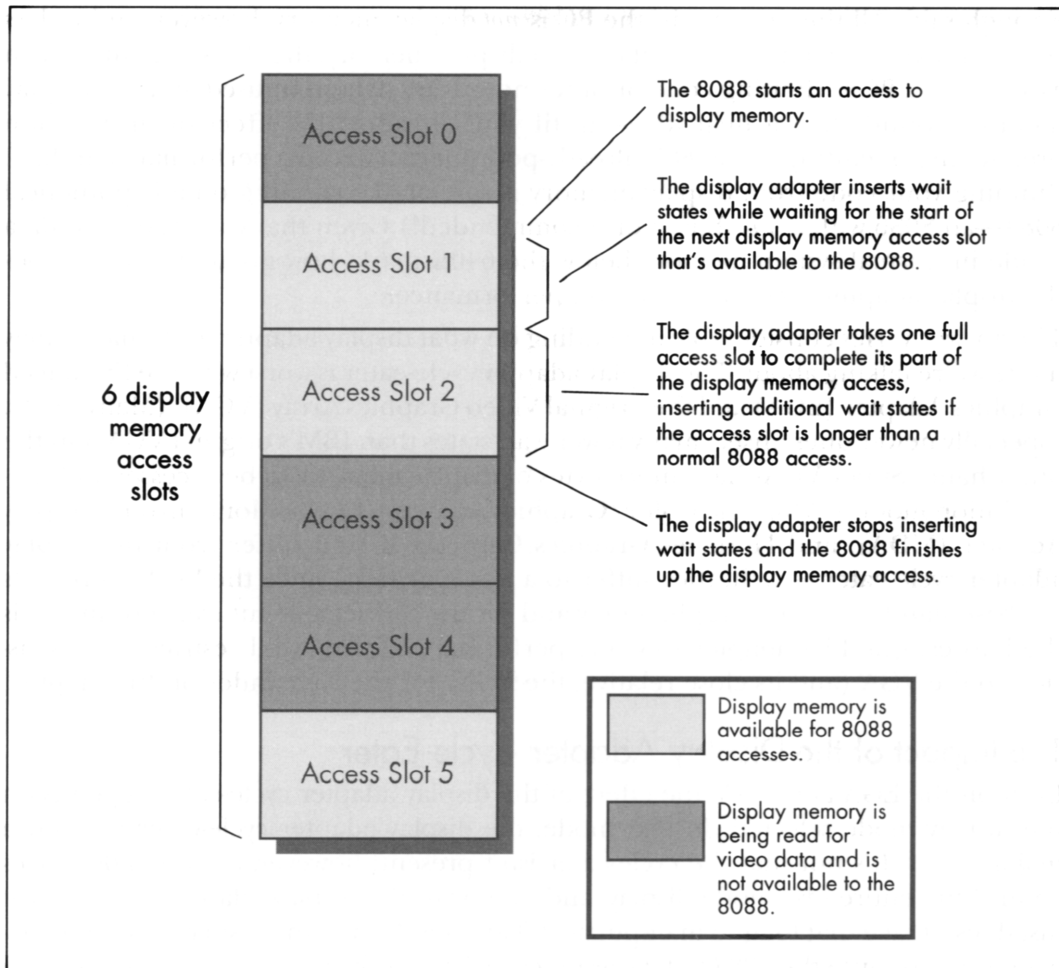 The 8088 starts an access to
display memory.
Access Slot 0
The display adapter inserts wait
states while waiting for the start of
the next display memory access slot
that's available to the 8088.
Access Slot 1
The display adapter takes one full
access slot to complete its part of
the display memory access,
inserting additional wait states if
the access slot is longer than a
normal 8088 access.
Access Slot 2
6 display
memory
access
slots
The display adapter stops inserting
wait states and the 8088 finishes
up the display memory access.
Access Slot 3
Access Slot 4
Access Slot 5
Display memory is
available for 8088
accesses.
Display memory is
being read for
video data and is
not available to the
8088.